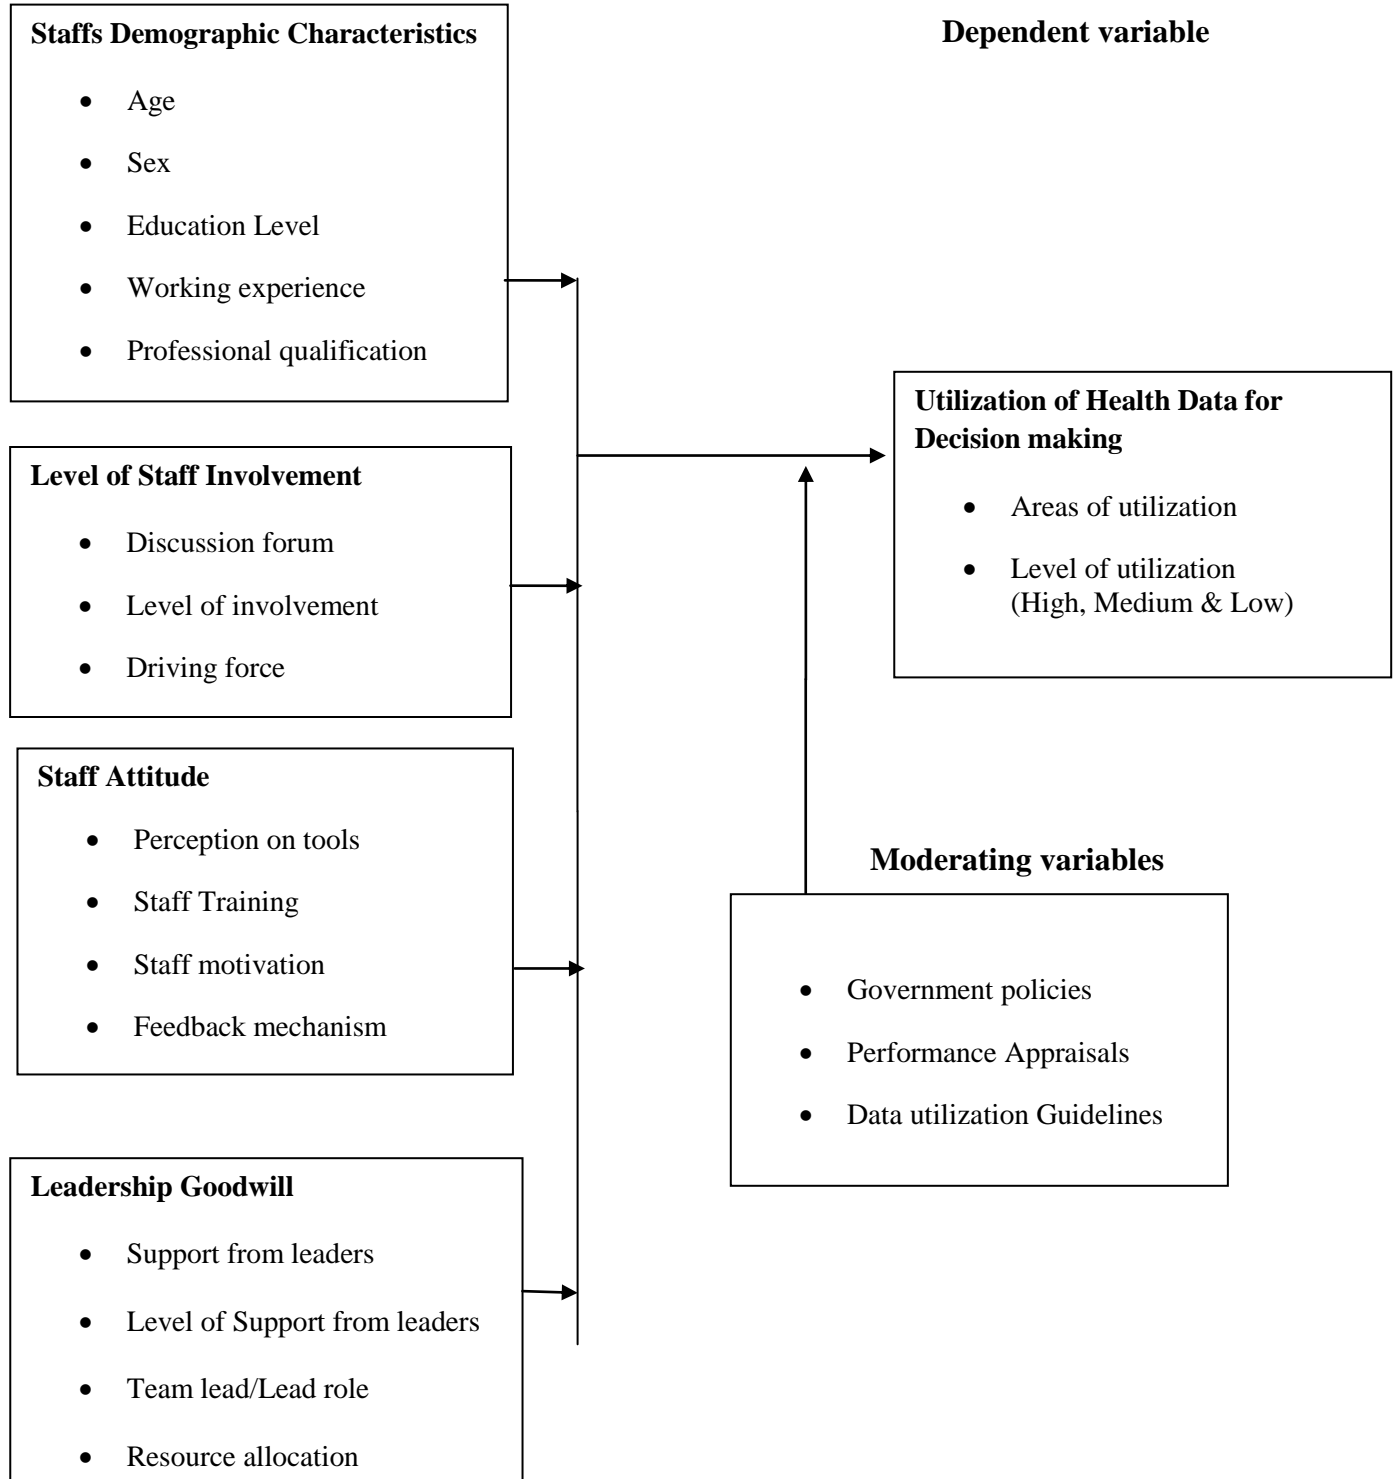 Staffs Demographic Characteristics
• Age
• Sex
• Education Level
• Working experience
• Professional qualification
Level of Staff Involvement
• Discussion forum
• Level of involvement
• Driving force
Staff Attitude
• Perception on tools
• Staff Training
• Staff motivation
• Feedback mechanism
Leadership Goodwill
• Support from leaders
• Level of Support from leaders
• Team lead/Lead role
• Resource allocation
Dependent variable
Utilization of Health Data for
Decision making
• Areas of utilization
• Level of utilization
(High, Medium & Low)
Moderating variables
• Government policies
• Performance Appraisals
• Data utilization Guidelines